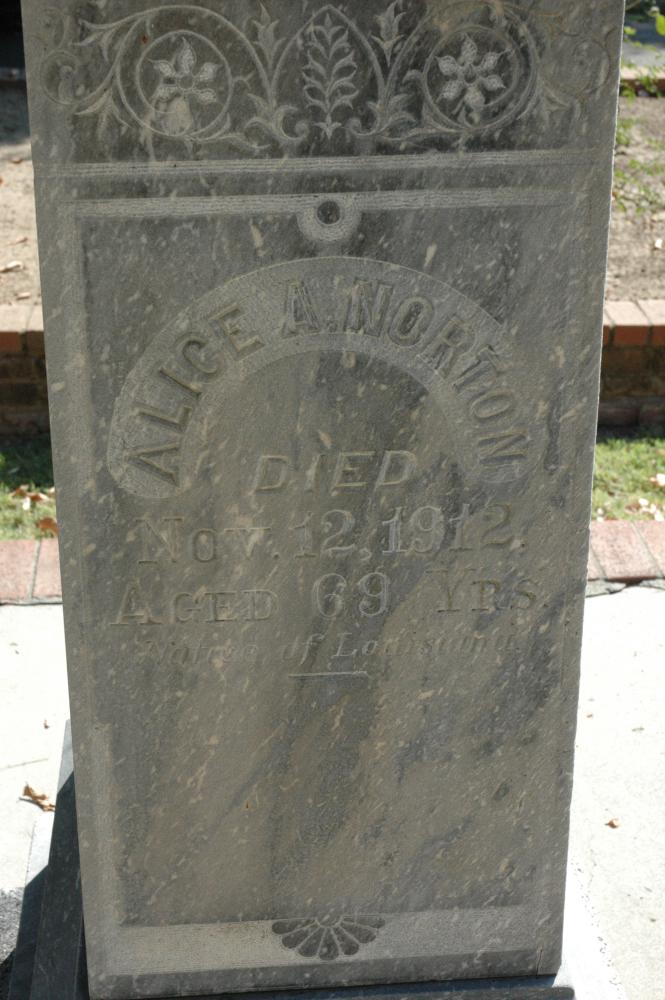 ALICE A. NORTON
DIED
NOV. 12, 1912.
AGED 69 YRS.
Native of Louisiana.